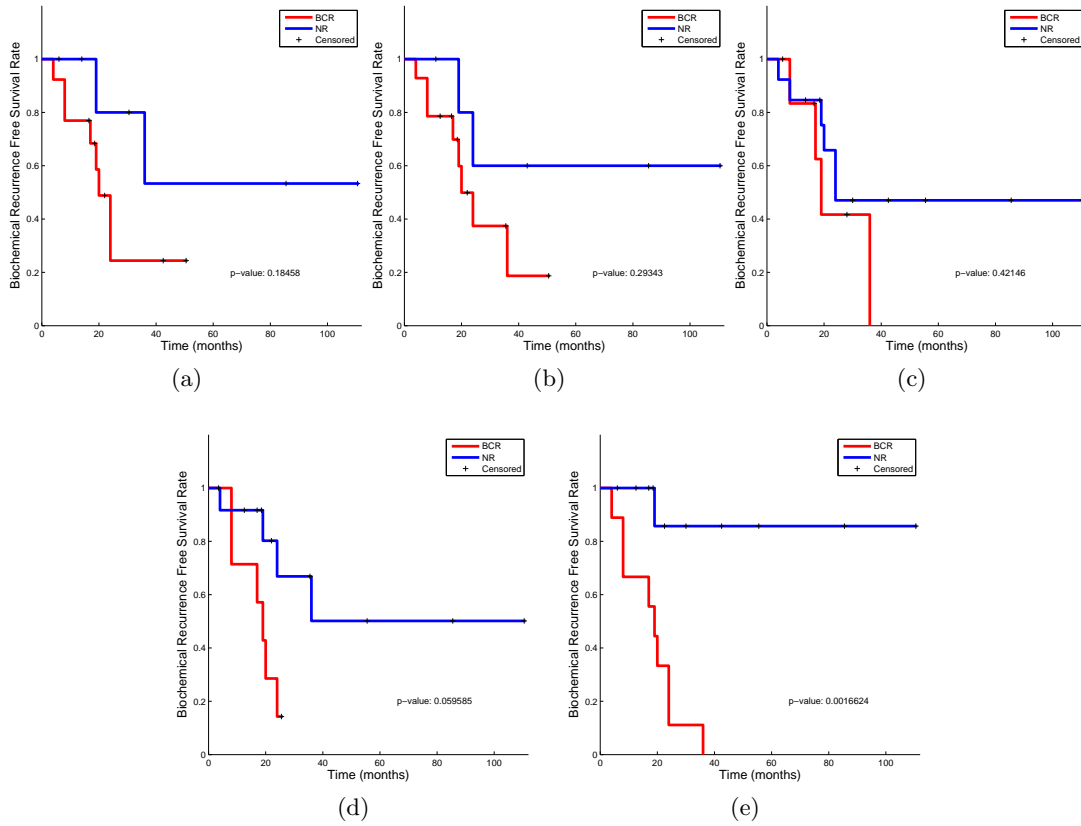 BCR
NR
Censored
1
0.8
0.6
0.4
0.2
0
Biochemical Recurrence Free Survival Rate
p-value: 0.18458
0 20 40 60 80 100
Time (months)
(a)
BCR
NR
Censored
1
0.8
0.6
0.4
0.2
0
Biochemical Recurrence Free Survival Rate
p-value: 0.29343
0 20 40 60 80 100
Time (months)
(b)
BCR
NR
Censored
1
0.8
0.6
0.4
0.2
0
Biochemical Recurrence Free Survival Rate
p-value: 0.42146
0 20 40 60 80 100
Time (months)
(c)
BCR
NR
Censored
1
0.8
0.6
0.4
0.2
0
Biochemical Recurrence Free Survival Rate
p-value: 0.059585
0 20 40 60 80 100
Time (months)
(d)
BCR
NR
Censored
1
0.8
0.6
0.4
0.2
0
Biochemical Recurrence Free Survival Rate
p-value: 0.0016624
0 20 40 60 80 100
Time (months)
(e)